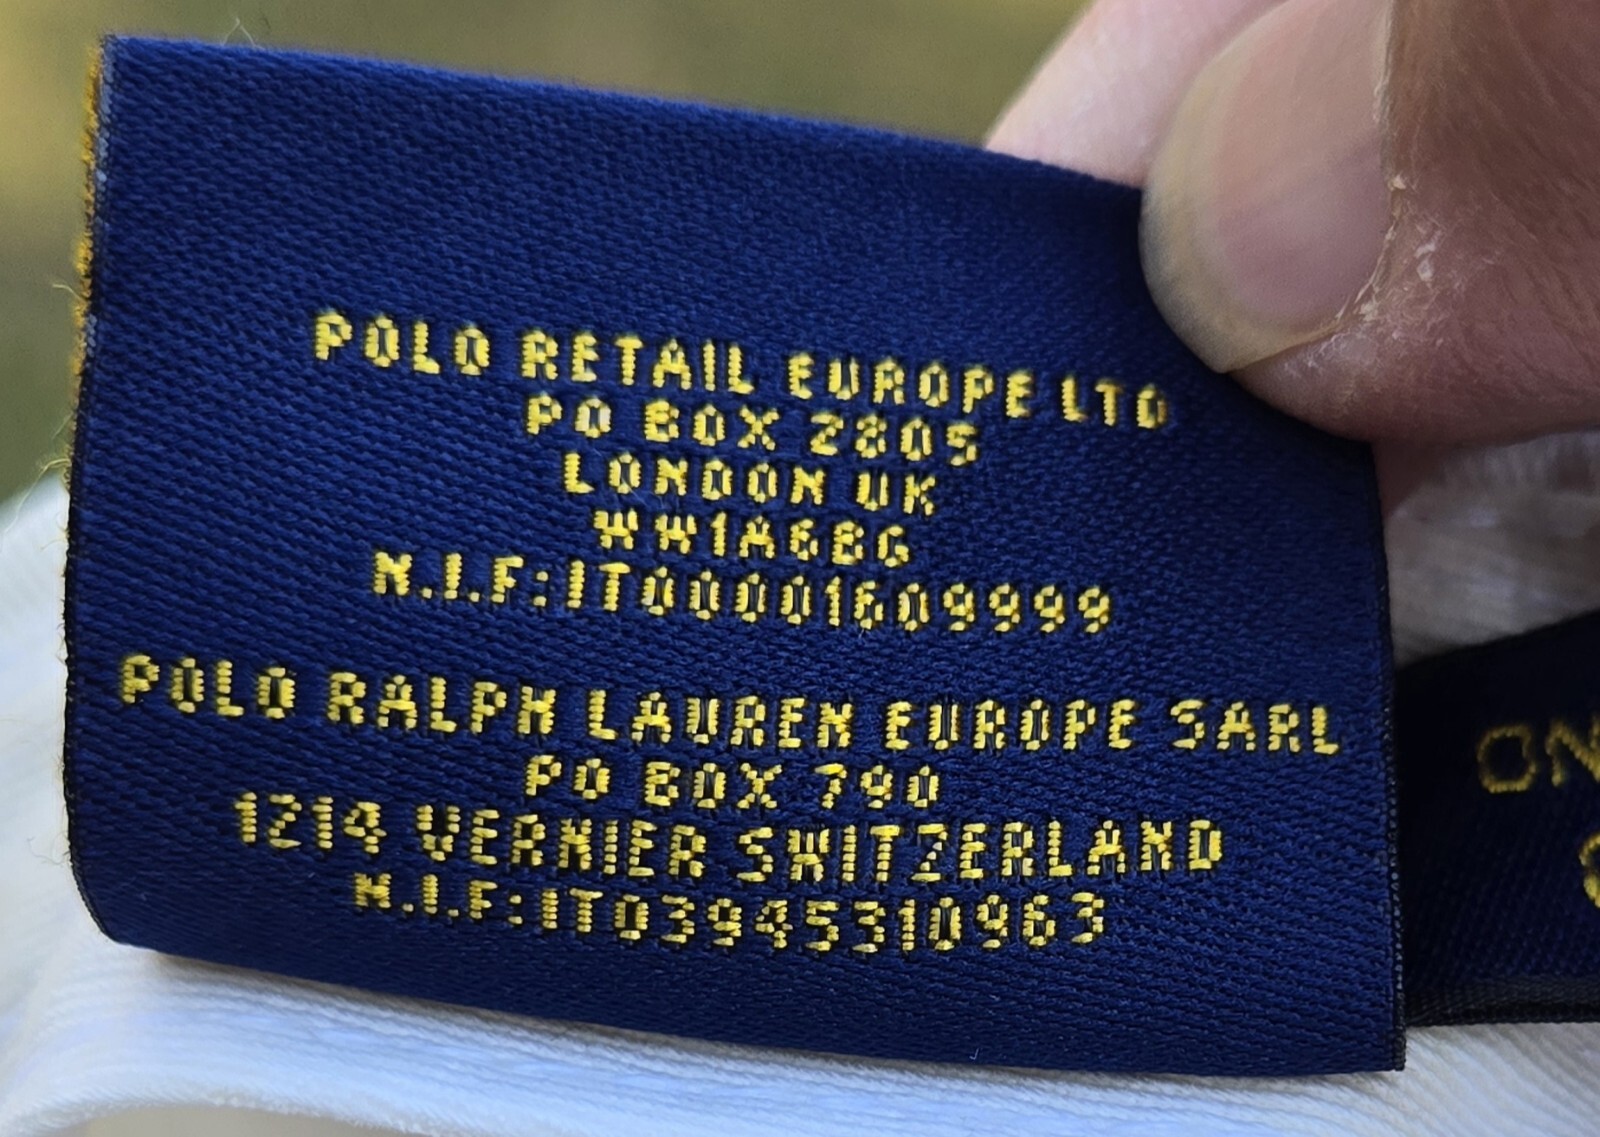 POLO RETAIL EUROPE LTD
PO BOX 2805
LONDON UK
WW1A6BG
N.I.F:IT00001609999
POLO RALPH LAUREN EUROPE SARL
PO BOX 790
1214 VERNIER SWITZERLAND
N.I.F:IT03945310963